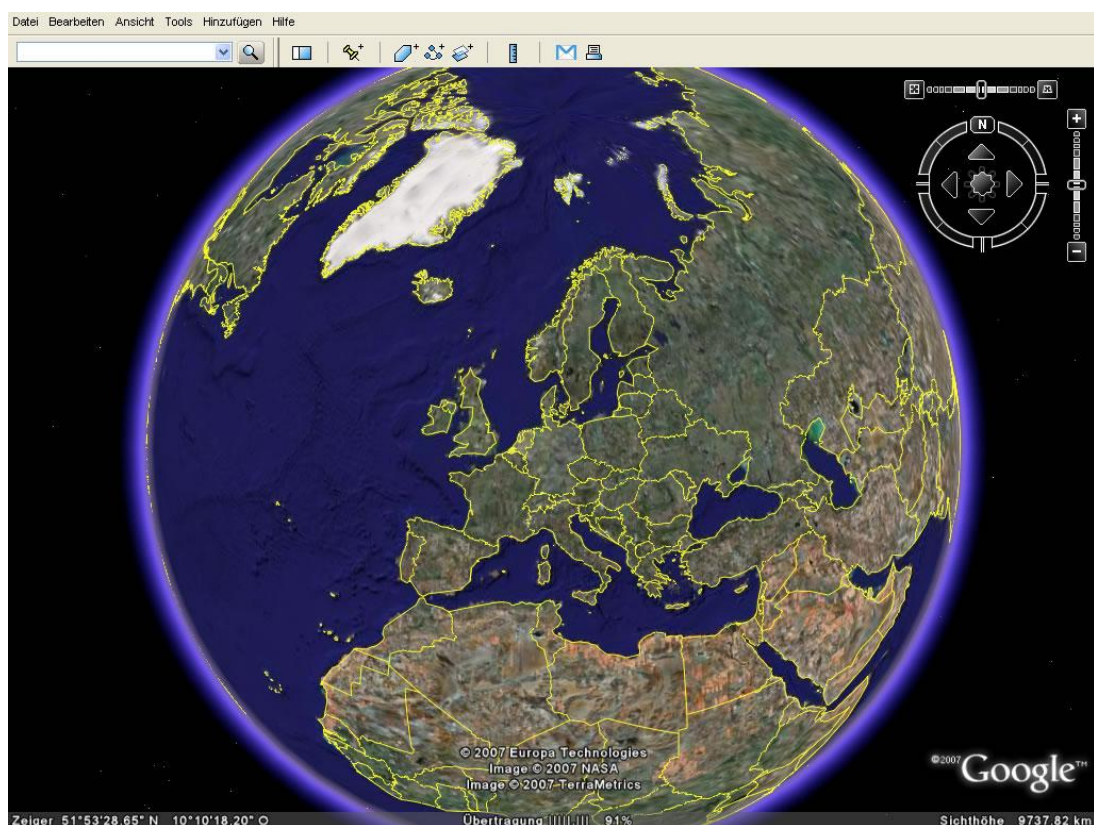 Datei Bearbeiten Ansicht Tools Hinzufügen Hilfe
N
© 2007 Europa Technologies
Image © 2007 NASA
Image © 2007 TerraMetrics
©2007 Google™
Zeiger 51°53'28.65" N 10°10'18.20" O Übertragung ||||||||| 91% Sichthöhe 9737.82 km